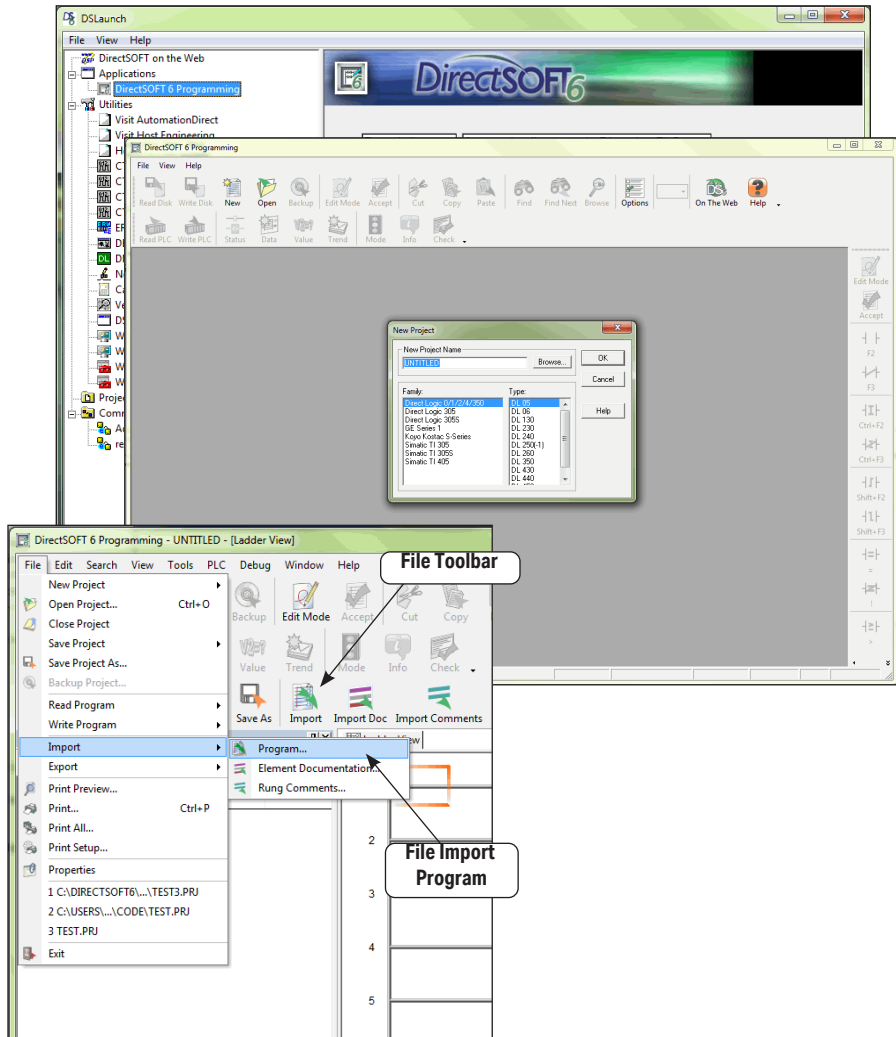 DSLaunch
File View Help
DirectSOFT on the Web
Applications
DirectSOFT 6 Programming
Utilities
Visit AutomationDirect
Visit Host Engineering
DirectSOFT6
DirectSOFT 6 Programming
File View Help
Read Disk Write Disk New Open Backup Edit Mode Accept Cut Copy Paste Find Find Next Browse Options On The Web Help
Read PLC Write PLC Status Data Value Trend Mode Info Check
Edit Mode
Accept
F2
F3
Ctrl+F2
Ctrl+F3
Shift+F2
Shift+F3
=
!
>
New Project
New Project Name
UNTITLED
Browse...
OK
Cancel
Help
Family:
Direct Logic 0/1/2/4/350
Direct Logic 305
Direct Logic 305S
GE Series 1
Koyo Kostac S-Series
Simatic TI 305
Simatic TI 305S
Simatic TI 405
Type:
DL 05
DL 06
DL 130
DL 230
DL 240
DL 250(-1)
DL 260
DL 350
DL 430
DL 440
DirectSOFT 6 Programming - UNTITLED - [Ladder View]
File Edit Search View Tools PLC Debug Window Help
New Project
Open Project... Ctrl+O
Close Project
Save Project
Save Project As...
Backup Project...
Read Program
Write Program
Import
Export
Print Preview...
Print... Ctrl+P
Print All...
Print Setup...
Properties
1 C:\DIRECTSOFT6\...\TEST3.PRJ
2 C:\USERS\...\CODE\TEST.PRJ
3 TEST.PRJ
Exit
Backup Edit Mode Accept Cut Copy
Value Trend Mode Info Check
Save As Import Import Doc Import Comments
Program...
Element Documentation...
Rung Comments...
File Toolbar
File Import
Program
2
3
4
5